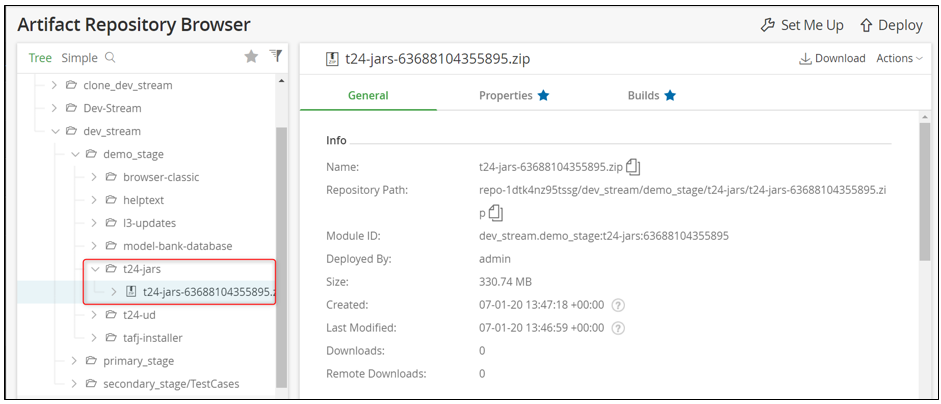 Artifact Repository Browser
Set Me Up
Deploy
Tree Simple
clone_dev_stream
Dev-Stream
dev_stream
demo_stage
browser-classic
helptext
l3-updates
model-bank-database
t24-jars
t24-jars-63688104355895.z
t24-ud
tafj-installer
primary_stage
secondary_stage/TestCases
ZIP t24-jars-63688104355895.zip
Download Actions
General Properties Builds
Info
Name: t24-jars-63688104355895.zip
Repository Path: repo-1dtk4nz95tssg/dev_stream/demo_stage/t24-jars/t24-jars-63688104355895.zi
p
Module ID: dev_stream.demo_stage:t24-jars:63688104355895
Deployed By: admin
Size: 330.74 MB
Created: 07-01-20 13:47:18 +00:00 ?
Last Modified: 07-01-20 13:46:59 +00:00 ?
Downloads: 0
Remote Downloads: 0